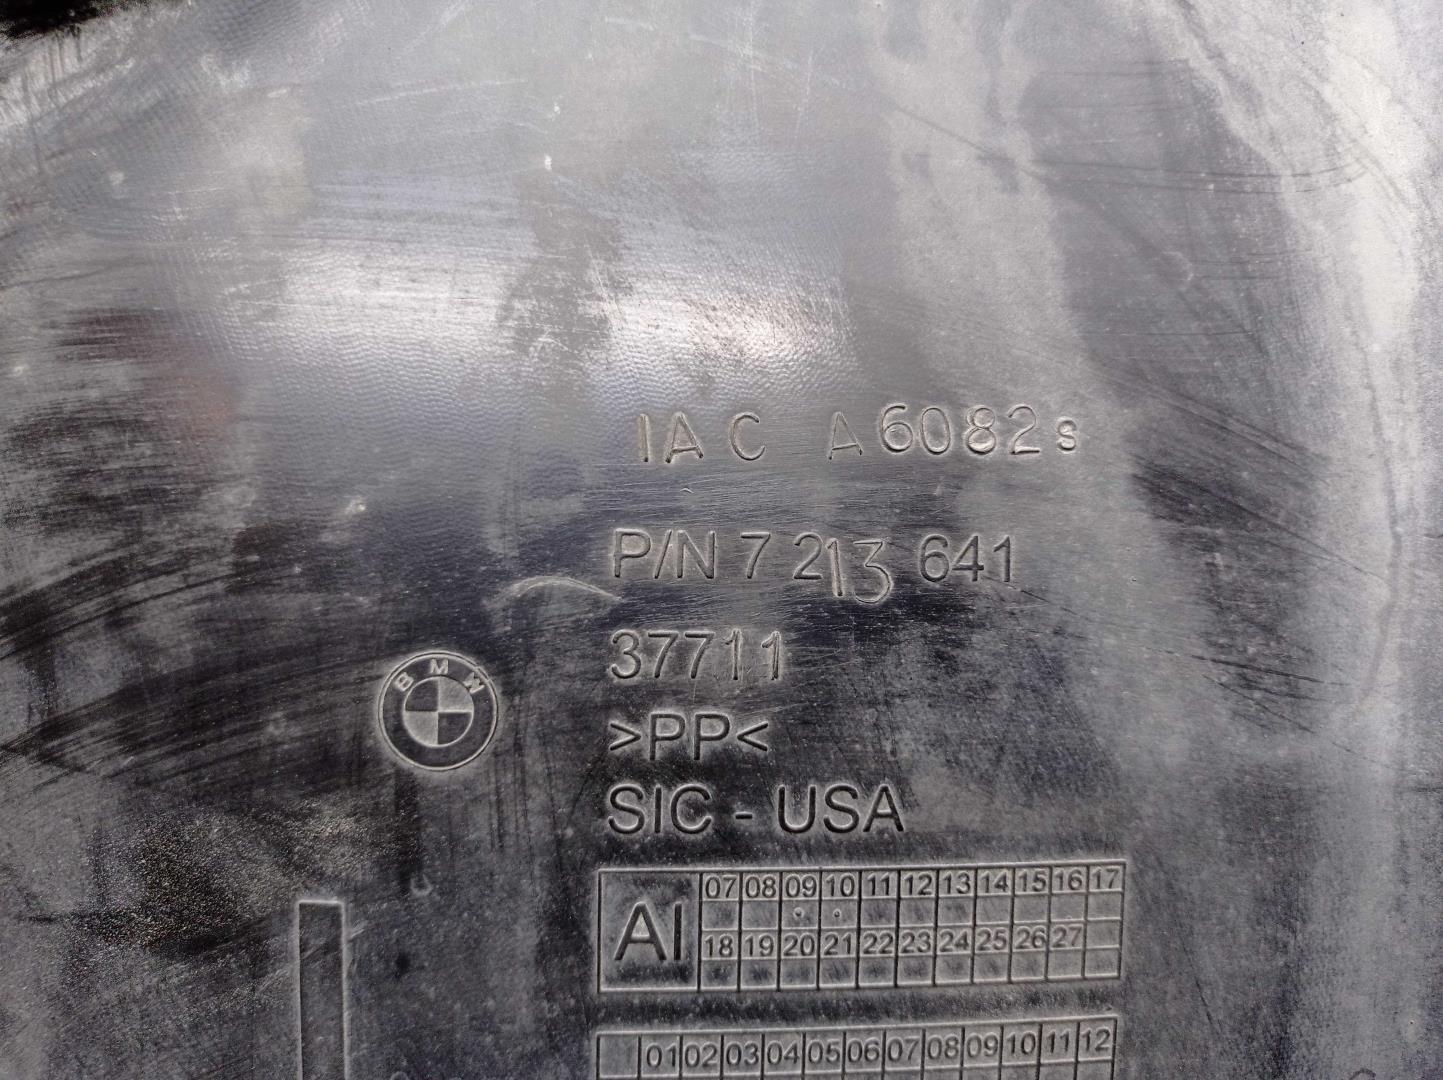 IAC A6082s
P/N 7 213 641
37711
BMW
>PP<
SIC - USA
AI 07 08 09 10 11 12 13 14 15 16 17
18 19 20 21 22 23 24 25 26 27
01 02 03 04 05 06 07 08 09 10 11 12